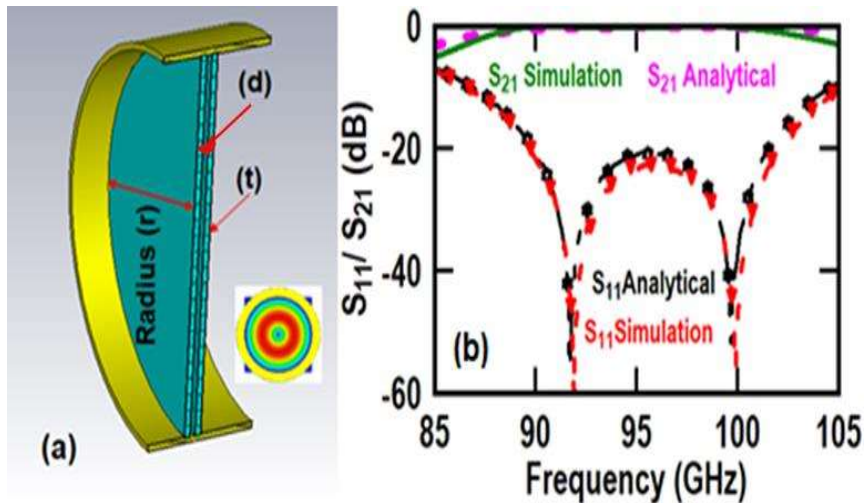 (a)
(d)
(t)
Radius (r)
S₁₁/ S₂₁ (dB)
0
-20
-40
-60
S₂₁ Simulation
S₂₁ Analytical
S₁₁Analytical
S₁₁Simulation
(b)
85
90
95
100
105
Frequency (GHz)